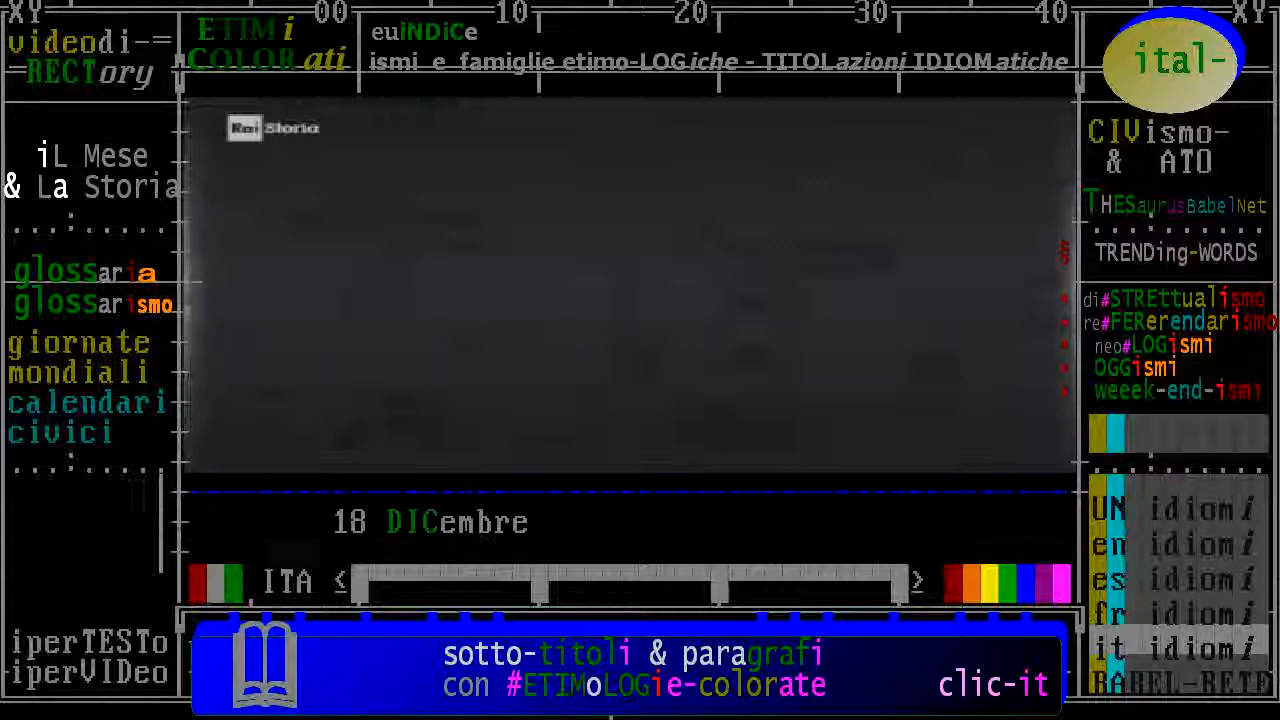 XY 00 10 20 30 40 XY
videodi-=
=RECTory
ETIMi
COLORati
euiNDiCe
ismi e famiglie etimo-LOGiche - TITOLazioni IDIOMatiche
ital-
Rai Storia
iL Mese
& La Storia
glossaria
glossarismo
giornate
mondiali
calendari
civici
CIVismo-
& ATO
THESaurusBabelNet
TRENDing-WORDS
di#STREttualismo
re#FERerendarismo
neo#LOGismi
OGGismi
weeek-end-ismi
§
18 DICembre
ITA < >
UN idiomi
en idiomi
es idiomi
fr idiomi
it idiomi
iperTESTo
iperVIDeo
sotto-titoli & paragrafi
con #ETIMoLOGie-colorate
clic-it